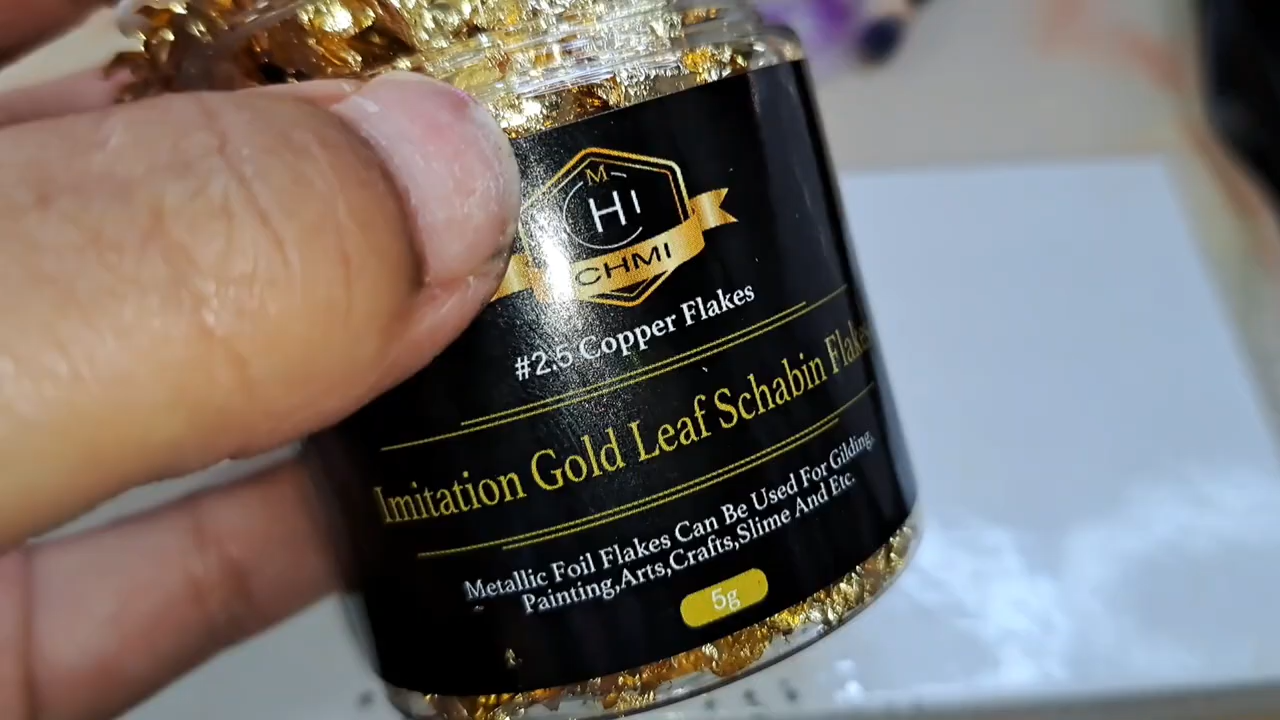 M
HI
CHMI
#2.5 Copper Flakes
Imitation Gold Leaf Schabin Flakes
Metallic Foil Flakes Can Be Used For Gilding,
Painting,Arts,Crafts,Slime And Etc.
5g